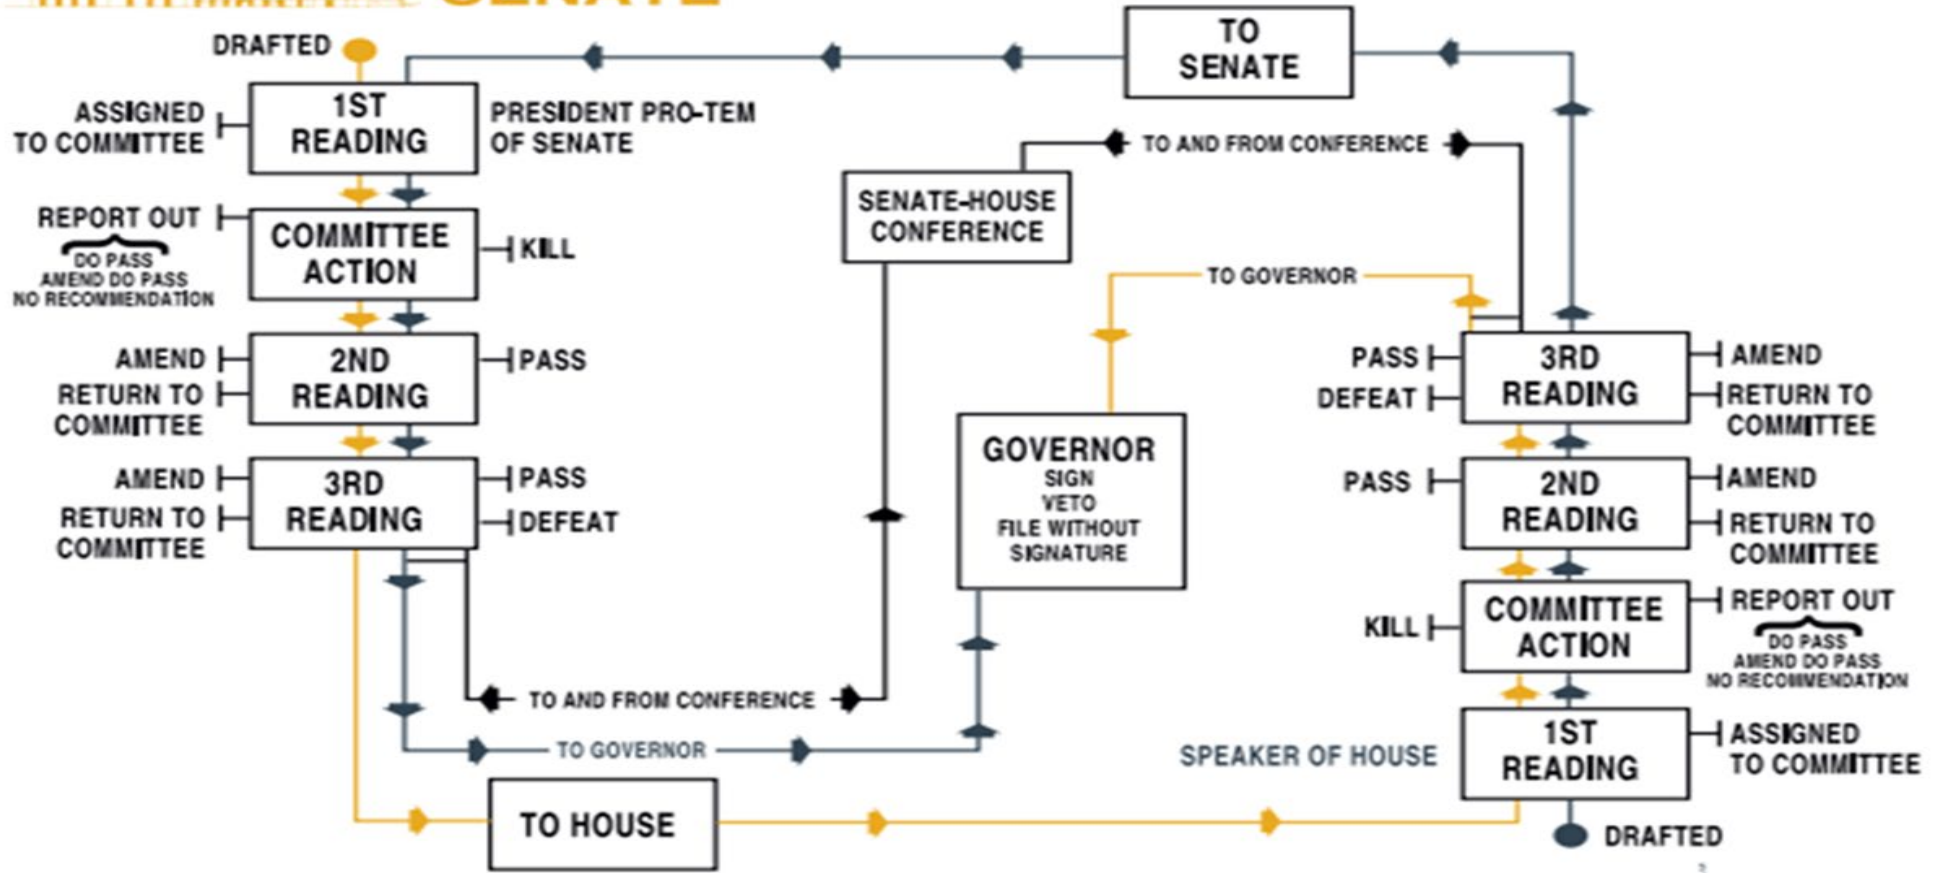 SENATE
DRAFTED
TO
SENATE
1ST
READING
ASSIGNED
TO COMMITTEE
PRESIDENT PRO-TEM
OF SENATE
TO AND FROM CONFERENCE
SENATE-HOUSE
CONFERENCE
REPORT OUT
DO PASS
AMEND DO PASS
NO RECOMMENDATION
COMMITTEE
ACTION
KILL
TO GOVERNOR
AMEND
RETURN TO
COMMITTEE
2ND
READING
PASS
AMEND
RETURN TO
COMMITTEE
3RD
READING
PASS
DEFEAT
GOVERNOR
SIGN
VETO
FILE WITHOUT
SIGNATURE
PASS
DEFEAT
3RD
READING
AMEND
RETURN TO
COMMITTEE
PASS
2ND
READING
AMEND
RETURN TO
COMMITTEE
KILL
COMMITTEE
ACTION
REPORT OUT
DO PASS
AMEND DO PASS
NO RECOMMENDATION
TO AND FROM CONFERENCE
TO GOVERNOR
SPEAKER OF HOUSE
1ST
READING
ASSIGNED
TO COMMITTEE
TO HOUSE
DRAFTED